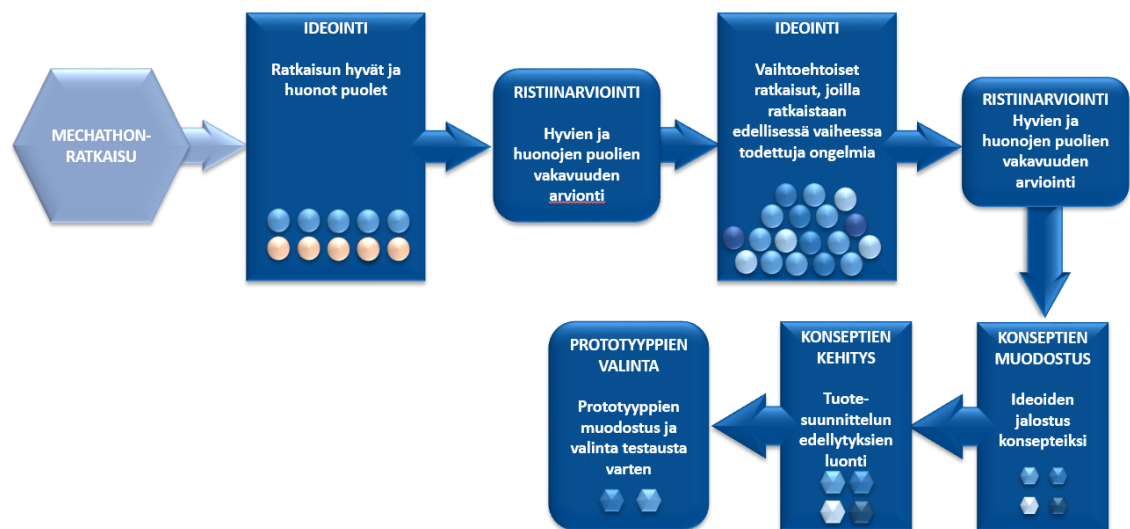 MECHATHON-
RATKAISU
IDEOINTI
Ratkaisun hyvät ja
huonot puolet
RISTIINARVIOINTI
Hyvien ja
huonojen puolien
vakavuuden
arvionti
IDEOINTI
Vaihtoehtoiset
ratkaisut, joilla
ratkaistaan
edellisessä vaiheessa
todettuja ongelmia
RISTIINARVIOINTI
Hyvien ja
huonojen puolien
vakavuuden
arviointi
KONSEPTIEN
MUODOSTUS
Ideoiden
jalostus
konsepteiksi
KONSEPTIEN
KEHITYS
Tuote-
suunnittelun
edellytyksien
luonti
PROTOTYYPPIEN
VALINTA
Prototyyppien
muodostus ja
valinta testausta
varten